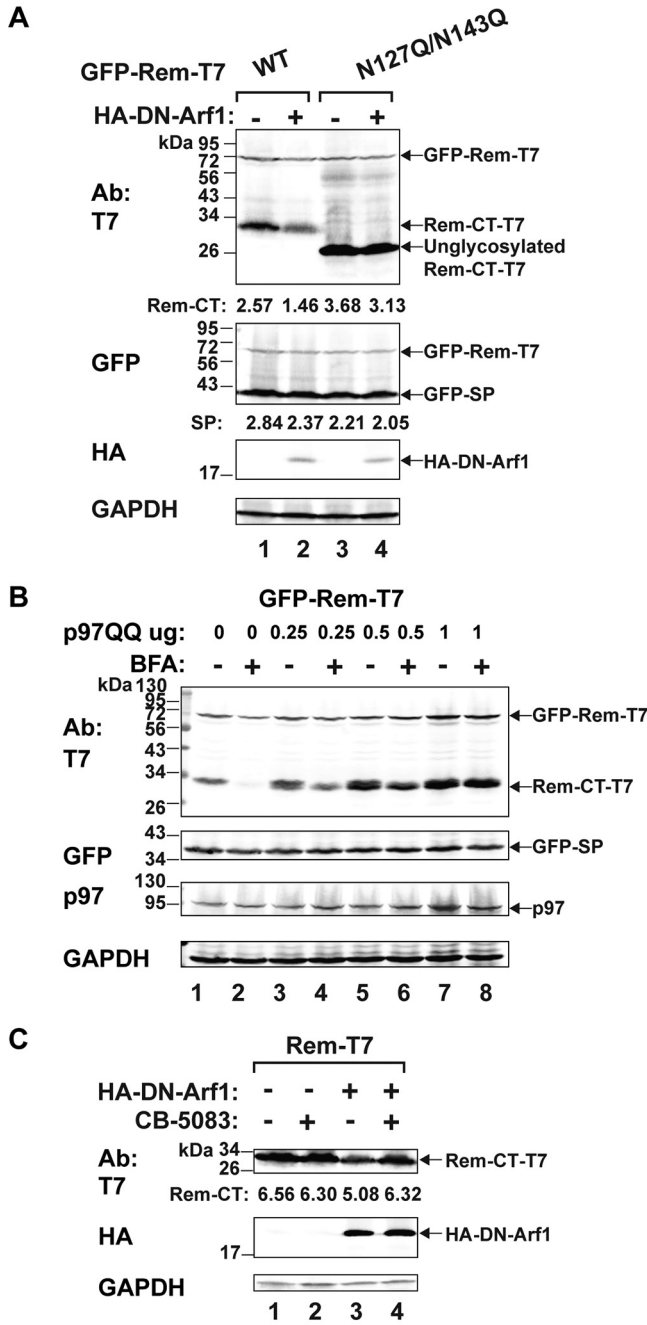 A
GFP-Rem-T7 WT N127Q/N143Q
HA-DN-Arf1: - + - +
kDa 95
72 GFP-Rem-T7
56
Ab: 43
T7 34
Rem-CT-T7
26 Unglycosylated
Rem-CT-T7
Rem-CT: 2.57 1.46 3.68 3.13
95
72 GFP-Rem-T7
GFP 56
43 GFP-SP
SP: 2.84 2.37 2.21 2.05
HA HA-DN-Arf1
17
GAPDH
1 2 3 4
B
GFP-Rem-T7
p97QQ ug: 0 0 0.25 0.25 0.5 0.5 1 1
BFA: - + - + - + - +
kDa 130
95
72 GFP-Rem-T7
Ab: 56
T7 43
34 Rem-CT-T7
26
43
GFP GFP-SP
34
130
p97 95 p97
GAPDH
1 2 3 4 5 6 7 8
C
Rem-T7
HA-DN-Arf1: - - + +
CB-5083: - + - +
kDa 34
Ab: 26 Rem-CT-T7
T7
Rem-CT: 6.56 6.30 5.08 6.32
HA HA-DN-Arf1
17
GAPDH
1 2 3 4